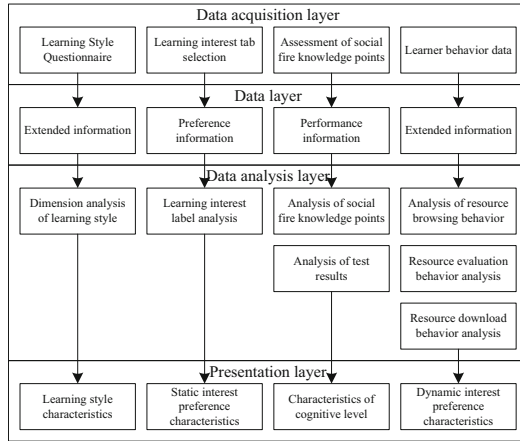 Data acquisition layer
Learning Style
Questionnaire
Learning interest tab
selection
Assessment of social
fire knowledge points
Learner behavior data
Data layer
Extended information
Preference
information
Performance
information
Extended information
Data analysis layer
Dimension analysis
of learning style
Learning interest
label analysis
Analysis of social
fire knowledge points
Analysis of resource
browsing behavior
Analysis of test
results
Resource evaluation
behavior analysis
Resource download
behavior analysis
Presentation layer
Learning style
characteristics
Static interest
preference
characteristics
Characteristics of
cognitive level
Dynamic interest
preference
characteristics